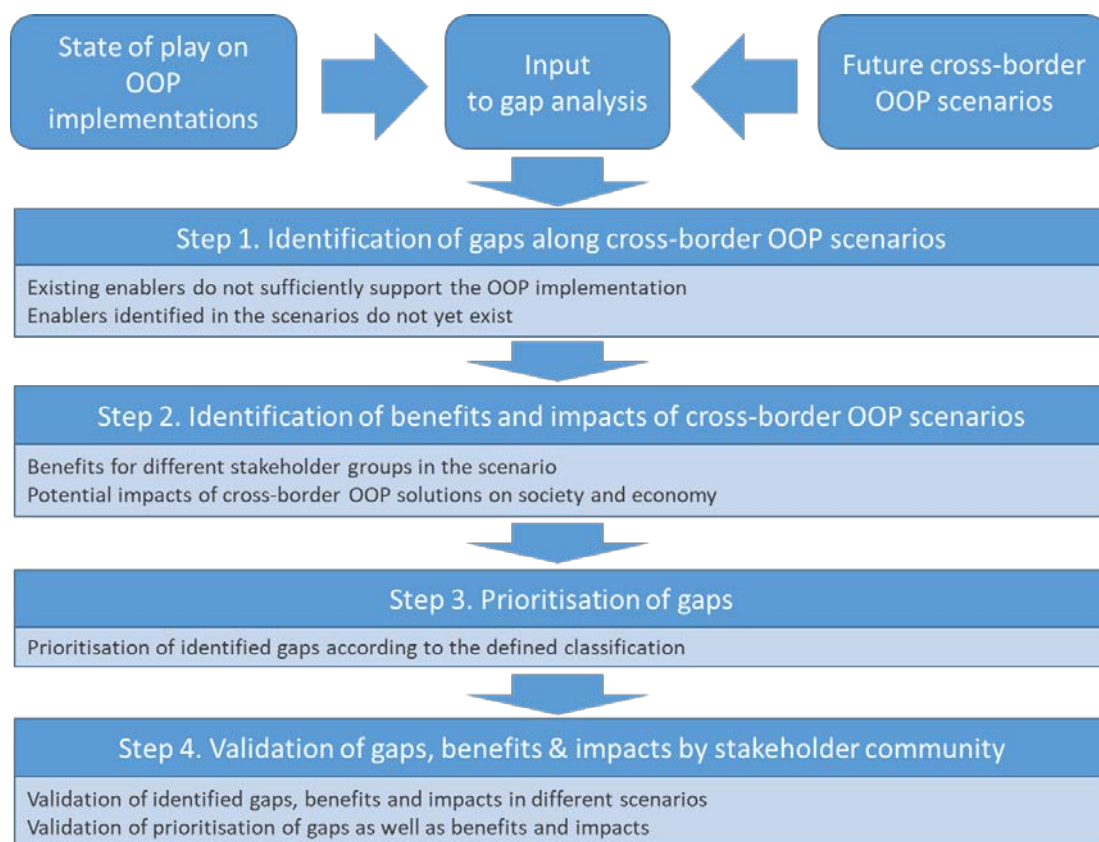 State of play on
OOP
implementations
Input
to gap analysis
Future cross-border
OOP scenarios
Step 1. Identification of gaps along cross-border OOP scenarios
Existing enablers do not sufficiently support the OOP implementation
Enablers identified in the scenarios do not yet exist
Step 2. Identification of benefits and impacts of cross-border OOP scenarios
Benefits for different stakeholder groups in the scenario
Potential impacts of cross-border OOP solutions on society and economy
Step 3. Prioritisation of gaps
Prioritisation of identified gaps according to the defined classification
Step 4. Validation of gaps, benefits & impacts by stakeholder community
Validation of identified gaps, benefits and impacts in different scenarios
Validation of prioritisation of gaps as well as benefits and impacts